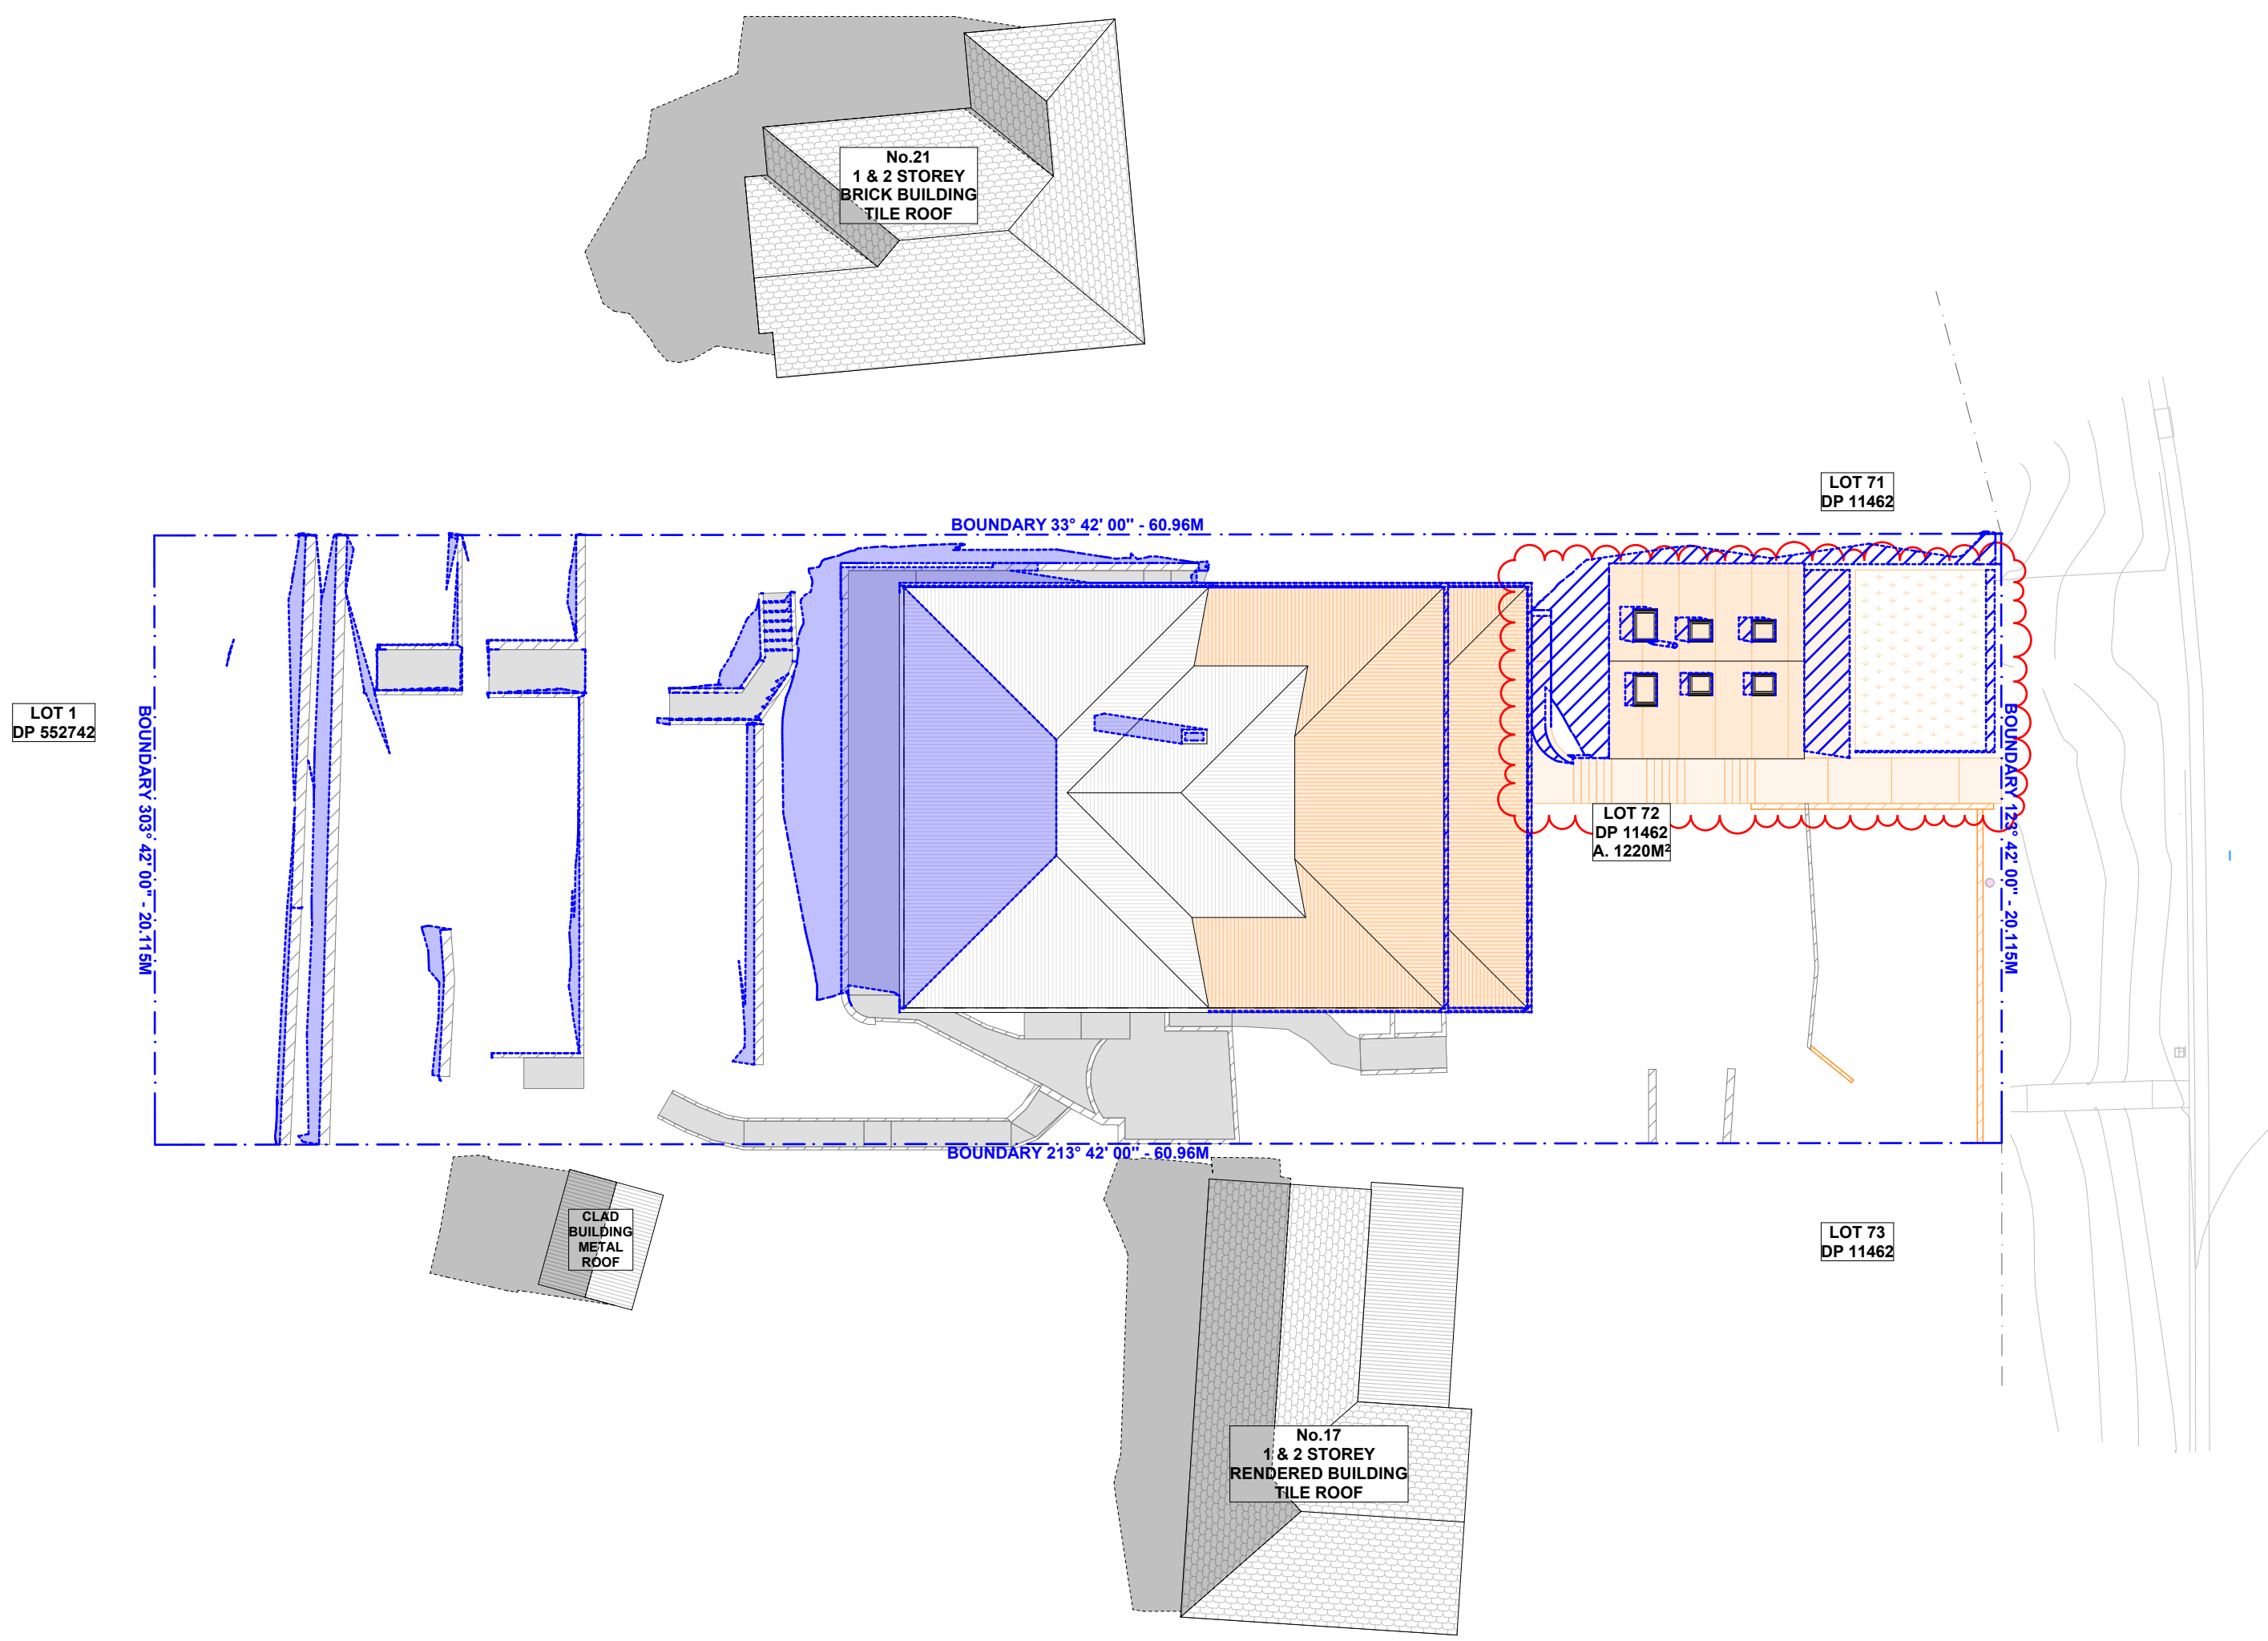 No.21
1 & 2 STOREY
BRICK BUILDING
TILE ROOF
LOT 71
DP 11462
BOUNDARY 33° 42' 00" - 60.96M
LOT 1
DP 552742
BOUNDARY 303° 42' 00" - 20.115M
BOUNDARY 123° 42' 00" - 20.115M
LOT 72
DP 11462
A. 1220M²
BOUNDARY 213° 42' 00" - 60.96M
CLAD
BUILDING
METAL
ROOF
LOT 73
DP 11462
No.17
1 & 2 STOREY
RENDERED BUILDING
TILE ROOF